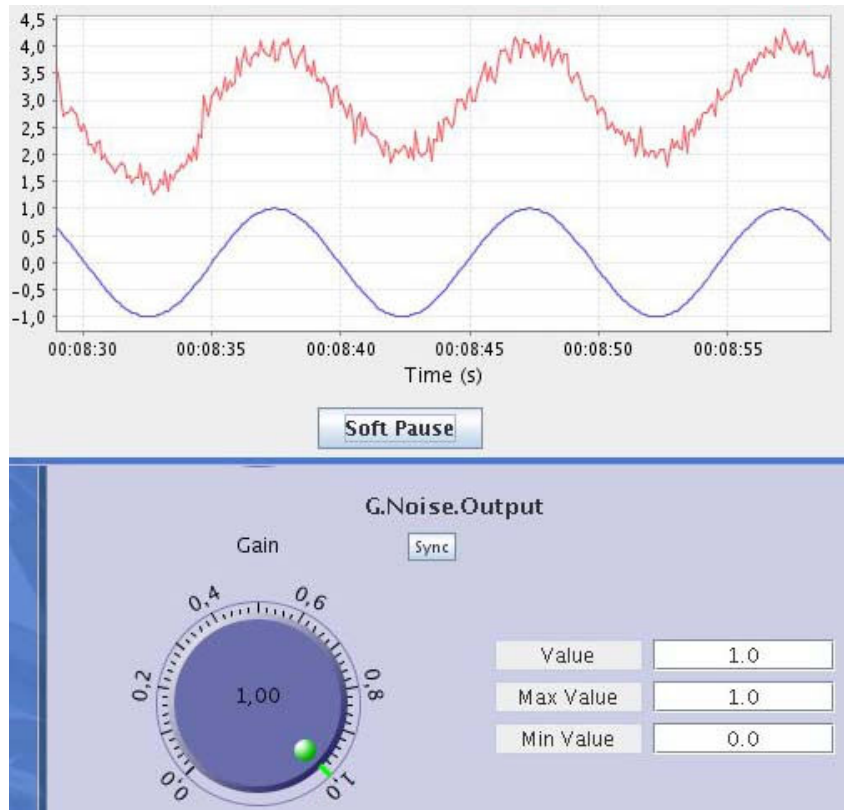 4,5
4,0
3,5
3,0
2,5
2,0
1,5
1,0
0,5
0,0
-0,5
-1,0
00:08:30 00:08:35 00:08:40 00:08:45 00:08:50 00:08:55
Time (s)
Soft Pause
G.Noise.Output
Gain Sync
0,4 0,6
0,2 0,8
1,00
0,0 1,0
Value 1.0
Max Value 1.0
Min Value 0.0